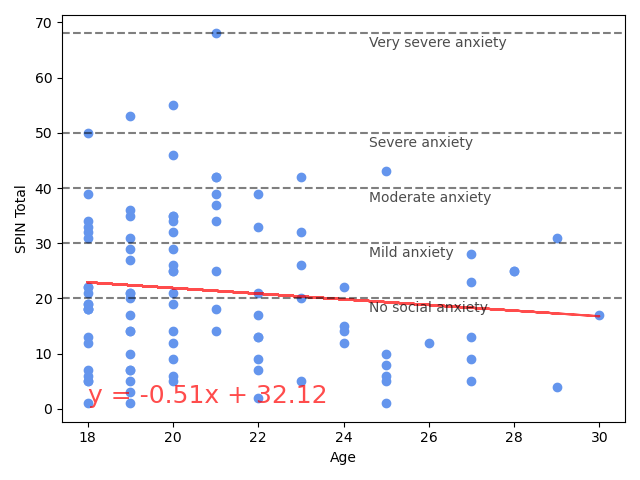 70
60
50
40
30
20
10
0
SPIN Total
Very severe anxiety
Severe anxiety
Moderate anxiety
Mild anxiety
No social anxiety
y = -0.51x + 32.12
18 20 22 24 26 28 30
Age